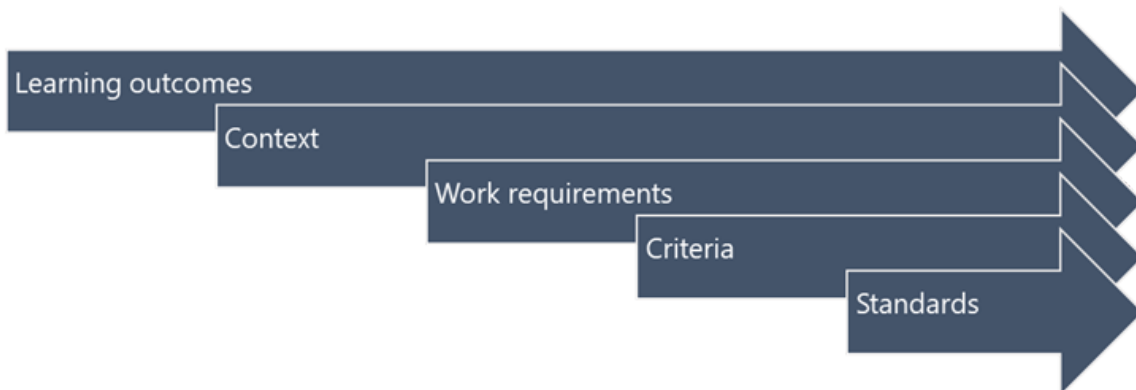 Learning outcomes
Context
Work requirements
Criteria
Standards